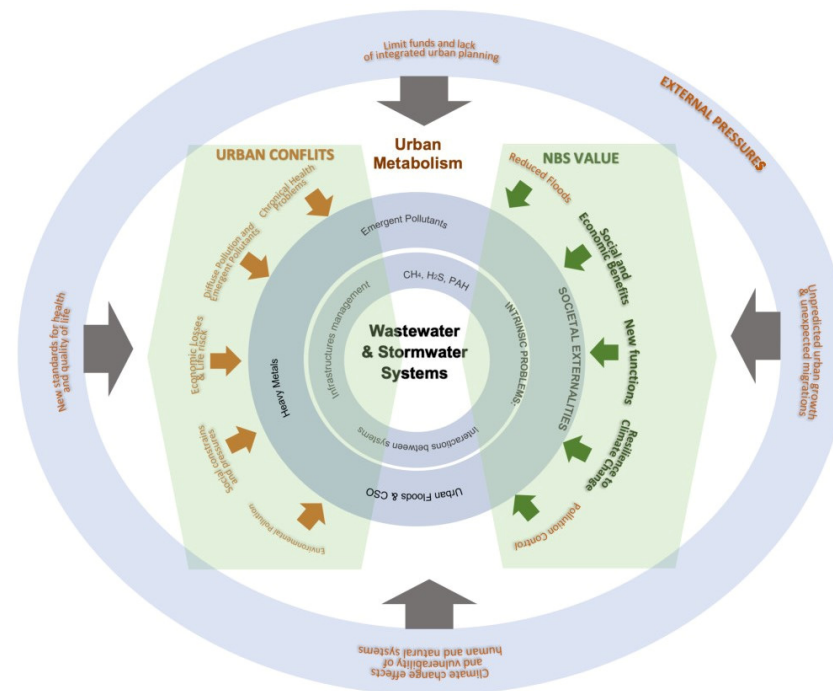 Limit funds and lack
of integrated urban planning
EXTERNAL PRESSURES
Urban
Metabolism
URBAN CONFLITS
NBS VALUE
Chronical Health
Problems
Diffuse Pollution and
Emergent Pollutants
Economic Losses
& Life risck
Social constrains
and pressures
Environmental Pollution
Reduced Floods
Social and
Economic Benefits
New functions
Resilience to
Climate Change
Pollution Control
Emergent Pollutants
Heavy Metals
Urban Floods & CSO
SOCIETAL EXTERNALITIES
CH4, H2S, PAH
Infrastructures management
INTRINSIC PROBLEMS:
Interactions between systems
Wastewater
& Stormwater
Systems
New standards for health
and quality of life
Unpredicted urban growth
& unexpected migrations
Climate change effects
and vulnerability of
human and natural systems